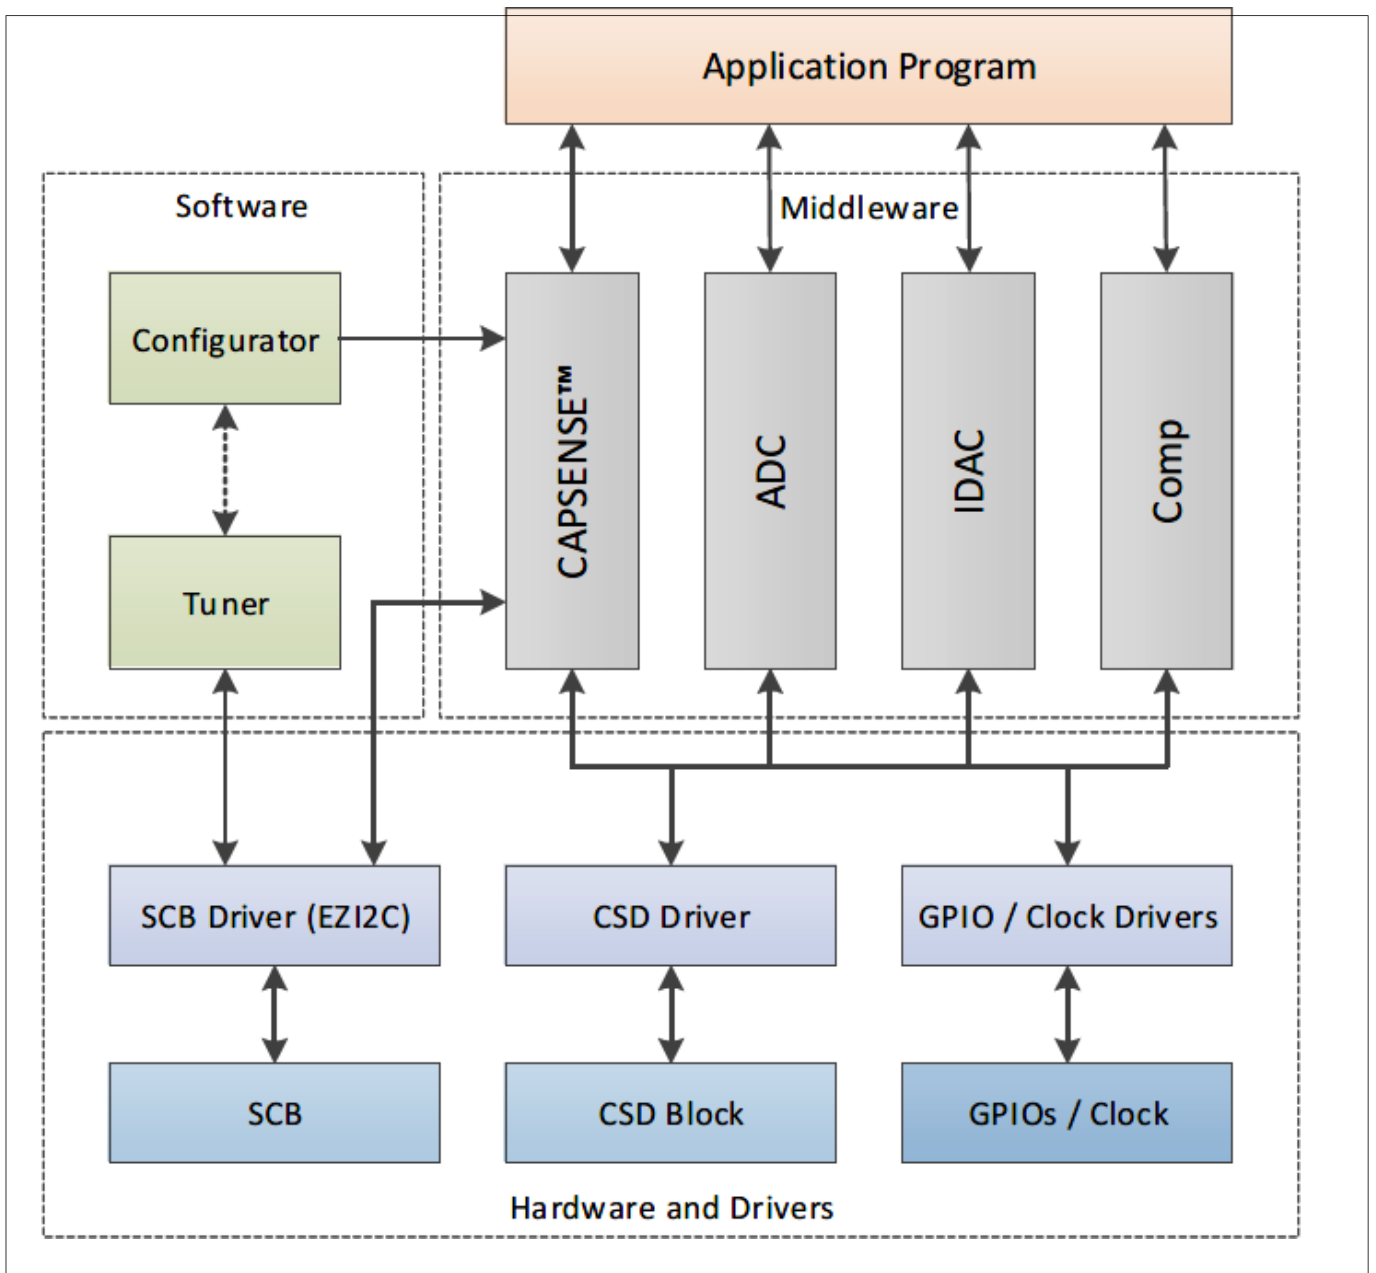 Application Program
Software
Middleware
Configurator
Tuner
CAPSENSE™
ADC
IDAC
Comp
SCB Driver (EZI2C)
CSD Driver
GPIO / Clock Drivers
SCB
CSD Block
GPIOs / Clock
Hardware and Drivers